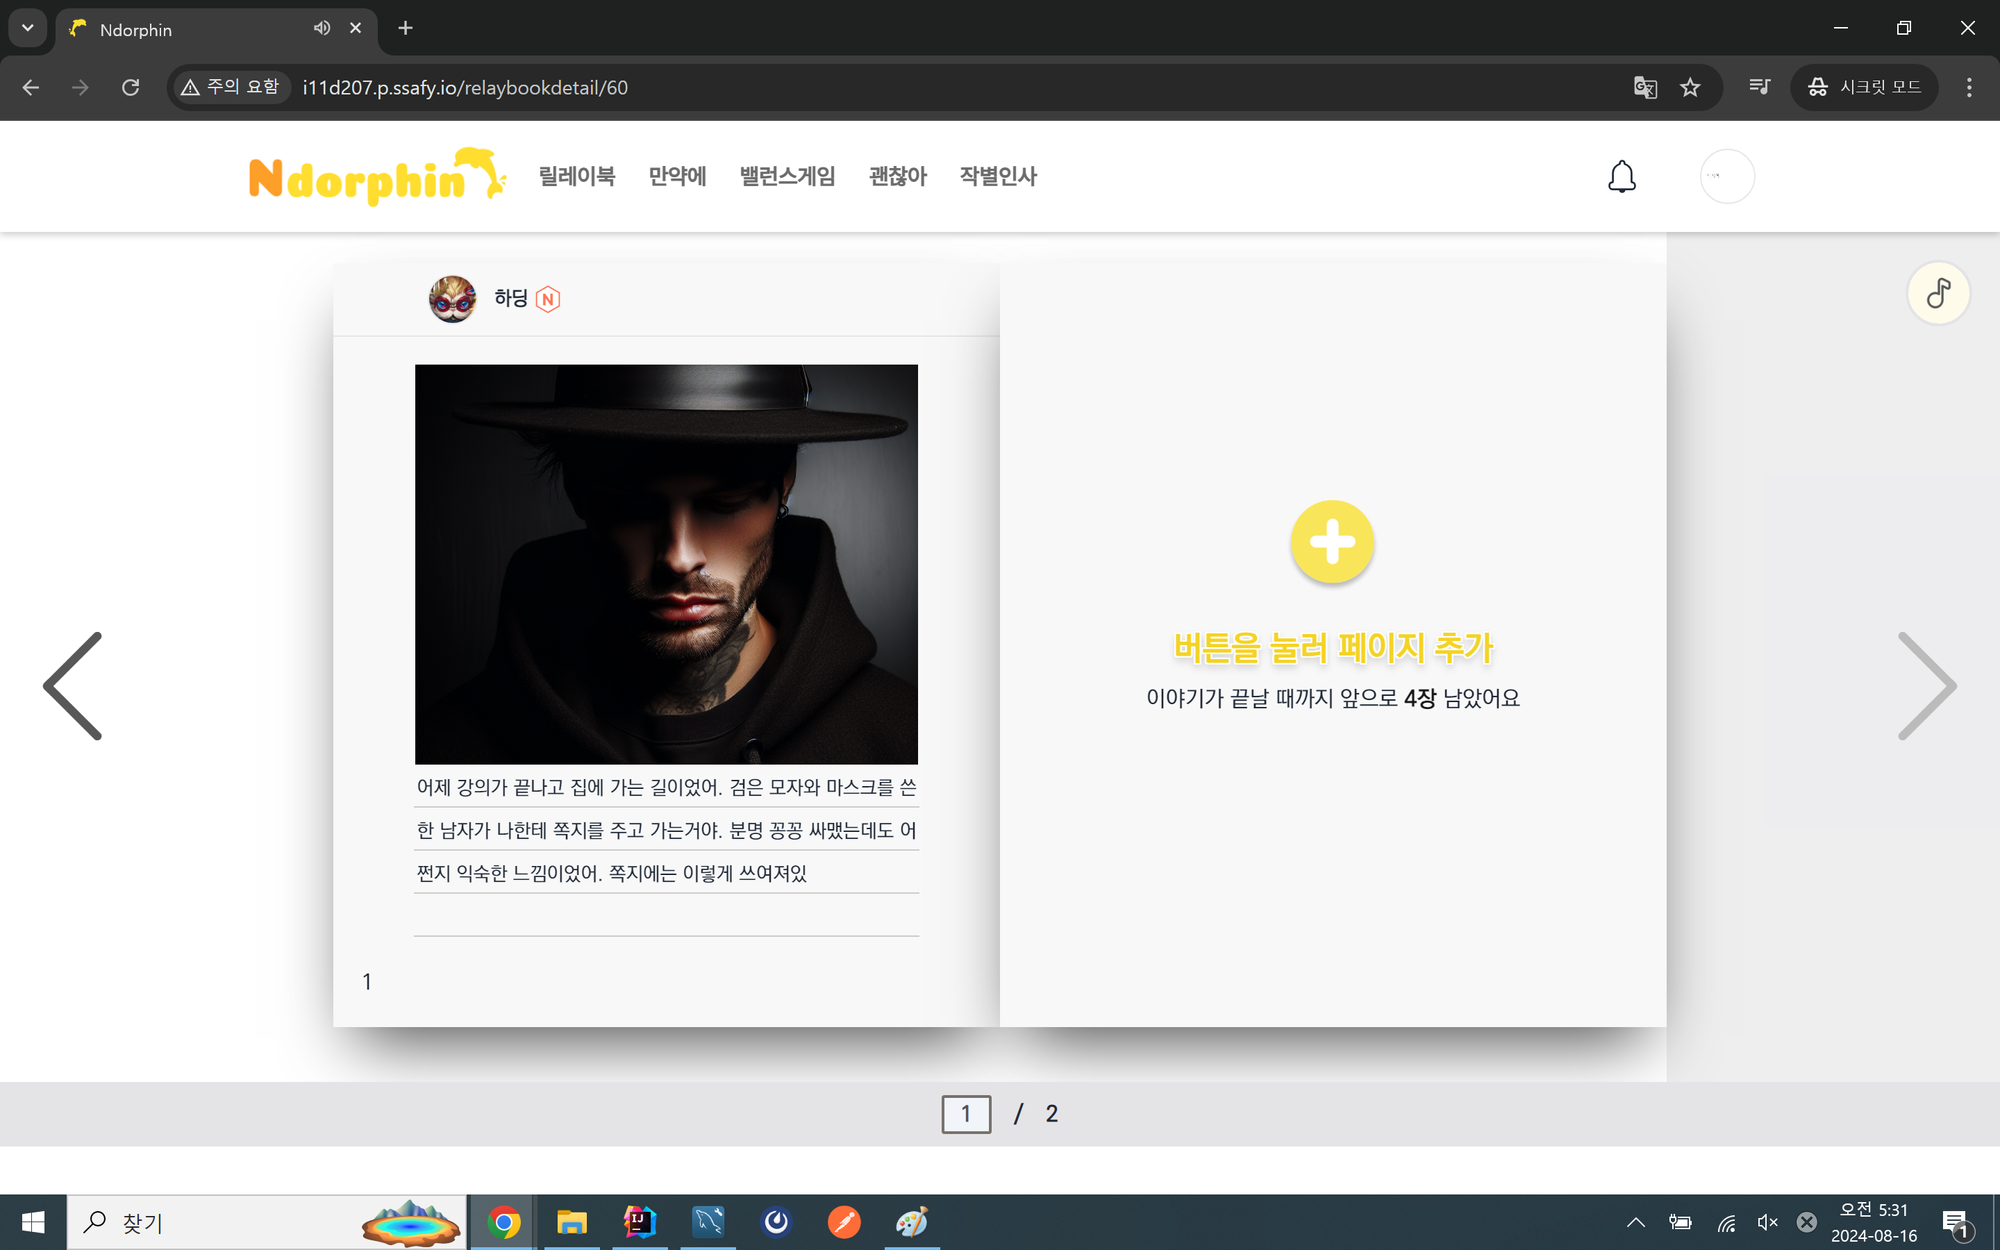 Ndorphin
주의 요함
i11d207.p.ssafy.io/relaybookdetail/60
시크릿 모드
Ndorphin 릴레이북 만약에 밸런스게임 괜찮아 작별인사
하딩 N
어제 강의가 끝나고 집에 가는 길이었어. 검은 모자와 마스크를 쓴
한 남자가 나한테 쪽지를 주고 가는거야. 분명 꽁꽁 싸맸는데도 어
쩐지 익숙한 느낌이었어. 쪽지에는 이렇게 쓰여져있
1
버튼을 눌러 페이지 추가
이야기가 끝날 때까지 앞으로 4장 남았어요
1 / 2
찾기
IJ
오전 5:31
2024-08-16
1